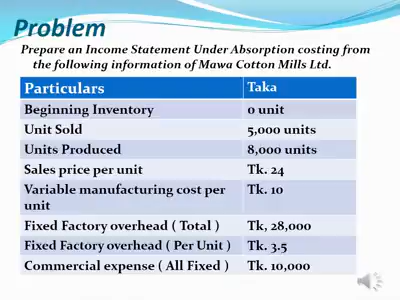 Problem
Prepare an Income Statement Under Absorption costing from
the following information of Mawa Cotton Mills Ltd.
Particulars Taka
Beginning Inventory 0 unit
Unit Sold 5,000 units
Units Produced 8,000 units
Sales price per unit Tk. 24
Variable manufacturing cost per Tk. 10
unit
Fixed Factory overhead ( Total ) Tk, 28,000
Fixed Factory overhead ( Per Unit ) Tk. 3.5
Commercial expense ( All Fixed ) Tk. 10,000